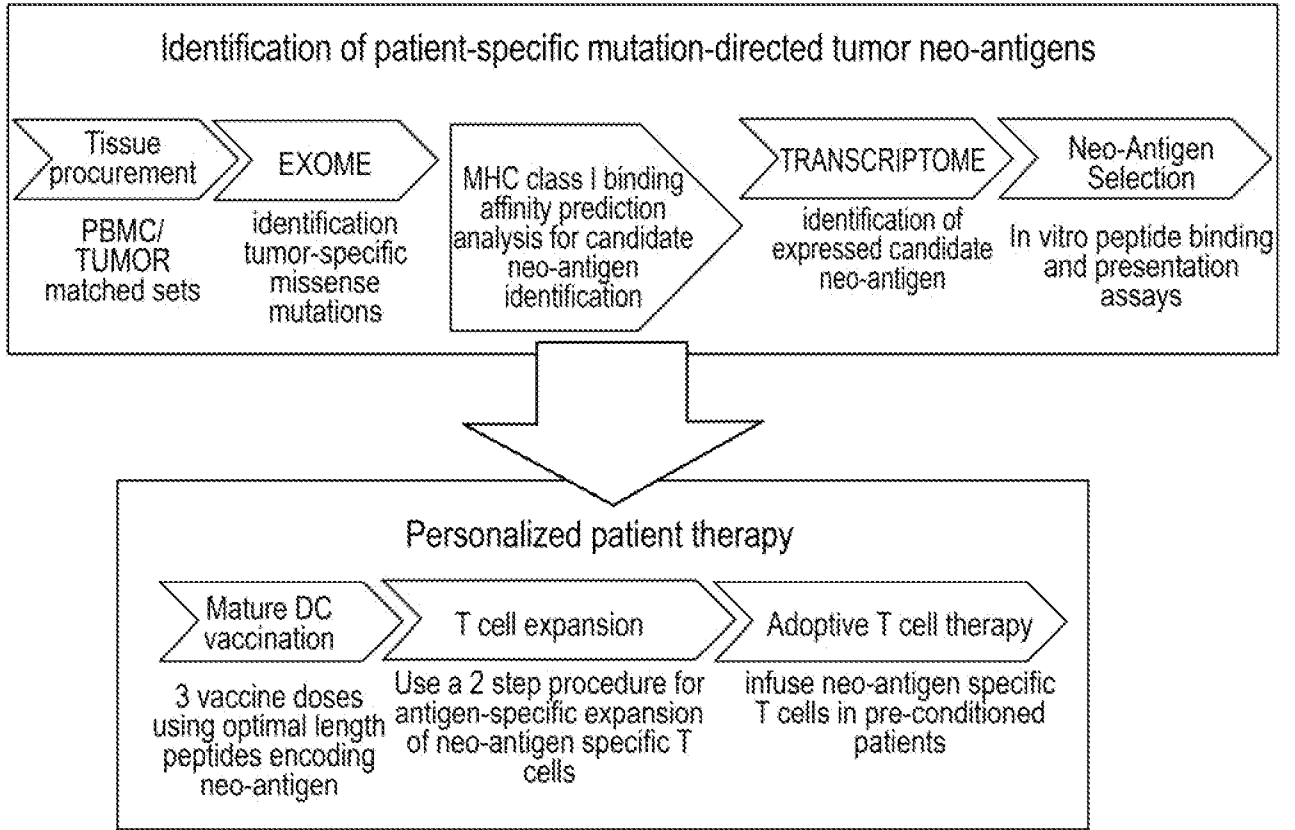 Identification of patient-specific mutation-directed tumor neo-antigens
Tissue
procurement
PBMC/
TUMOR
matched sets
EXOME
identification
tumor-specific
missense
mutations
MHC class I binding
affinity prediction
analysis for candidate
neo-antigen
identification
TRANSCRIPTOME
identification of
expressed candidate
neo-antigen
Neo-Antigen
Selection
In vitro peptide binding
and presentation
assays
Personalized patient therapy
Mature DC
vaccination
3 vaccine doses
using optimal length
peptides encoding
neo-antigen
T cell expansion
Use a 2 step procedure for
antigen-specific expansion
of neo-antigen specific T
cells
Adoptive T cell therapy
infuse neo-antigen specific
T cells in pre-conditioned
patients